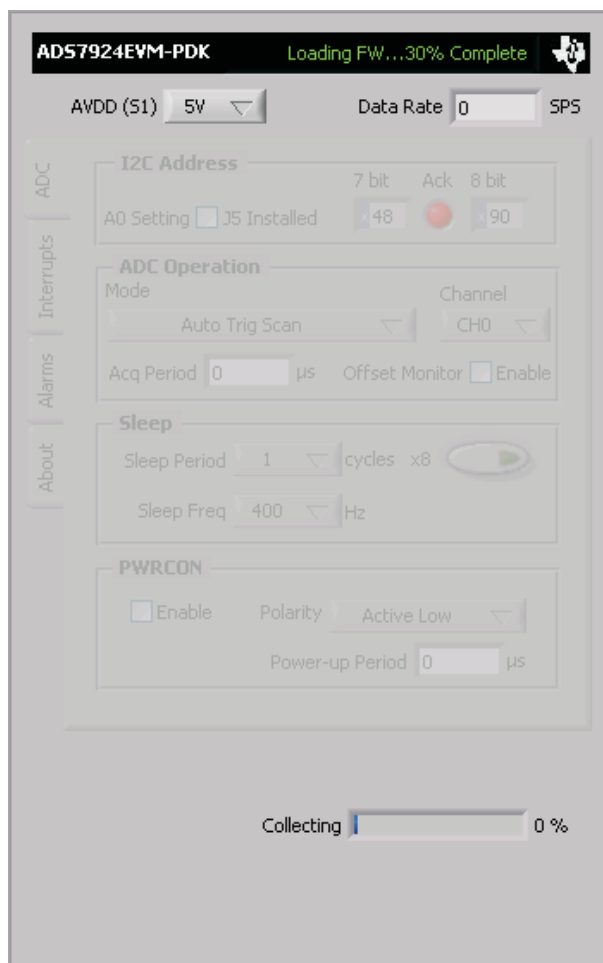 ADS7924EVM-PDK Loading FW...30% Complete
AVDD (S1) 5V Data Rate 0 SPS
ADC
Interrupts
Alarms
About
I2C Address
7 bit Ack 8 bit
A0 Setting J5 Installed x48 x90
ADC Operation
Mode Channel
Auto Trig Scan CH0
Acq Period 0 µs Offset Monitor Enable
Sleep
Sleep Period 1 cycles x8
Sleep Freq 400 Hz
PWRCON
Enable Polarity Active Low
Power-up Period 0 µs
Collecting 0 %